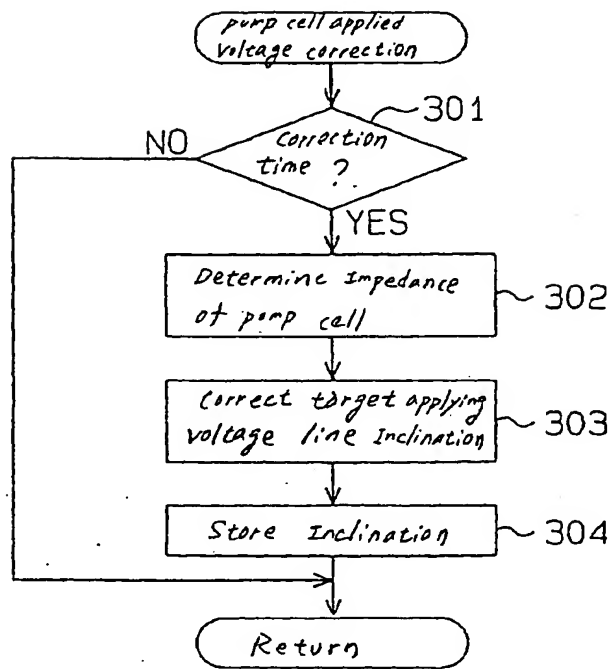 pump cell applied
voltage correction
301
Correction
time ?
NO
YES
Determine Impedance
of pump cell
302
Correct target applying
voltage line Inclination
303
Store Inclination
304
Return